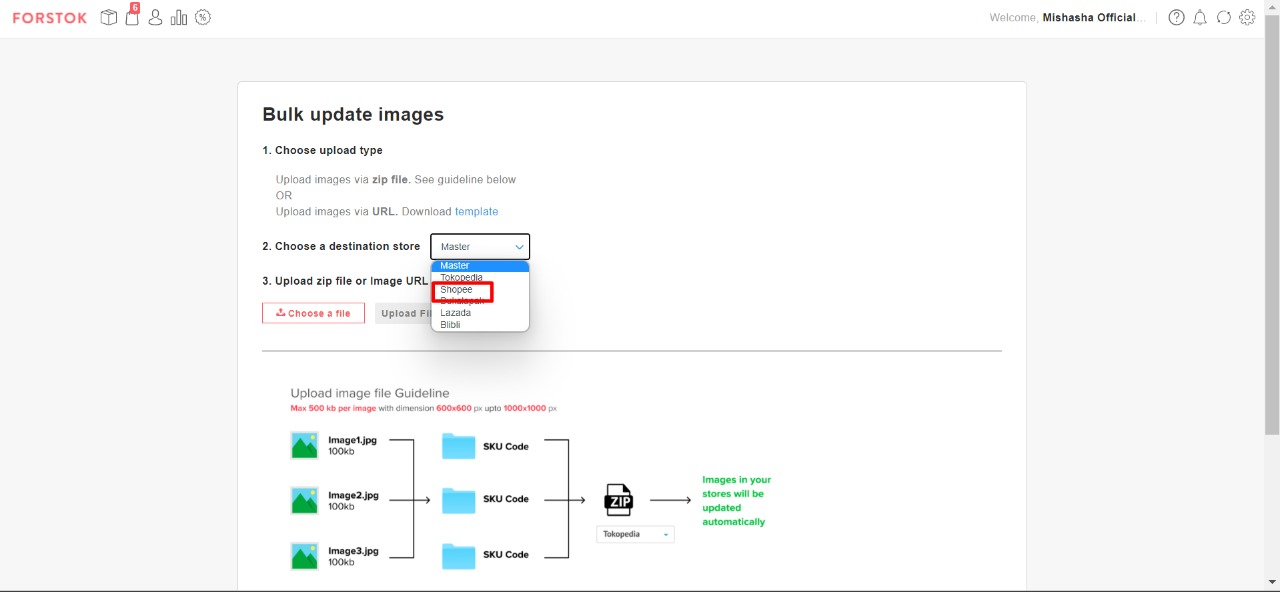 FORSTOK
6
Welcome, Mishasha Official...
Bulk update images
1. Choose upload type
Upload images via zip file. See guideline below
OR
Upload images via URL. Download template
2. Choose a destination store
Master
Master
Tokopedia
Shopee
Bukalapak
Lazada
Blibli
3. Upload zip file or Image URL
Choose a file
Upload Fil
Upload image file Guideline
Max 500 kb per image with dimension 600x600 px upto 1000x1000 px
Image1.jpg
100kb
SKU Code
Image2.jpg
100kb
SKU Code
ZIP
Tokopedia
Images in your
stores will be
updated
automatically
Image3.jpg
100kb
SKU Code